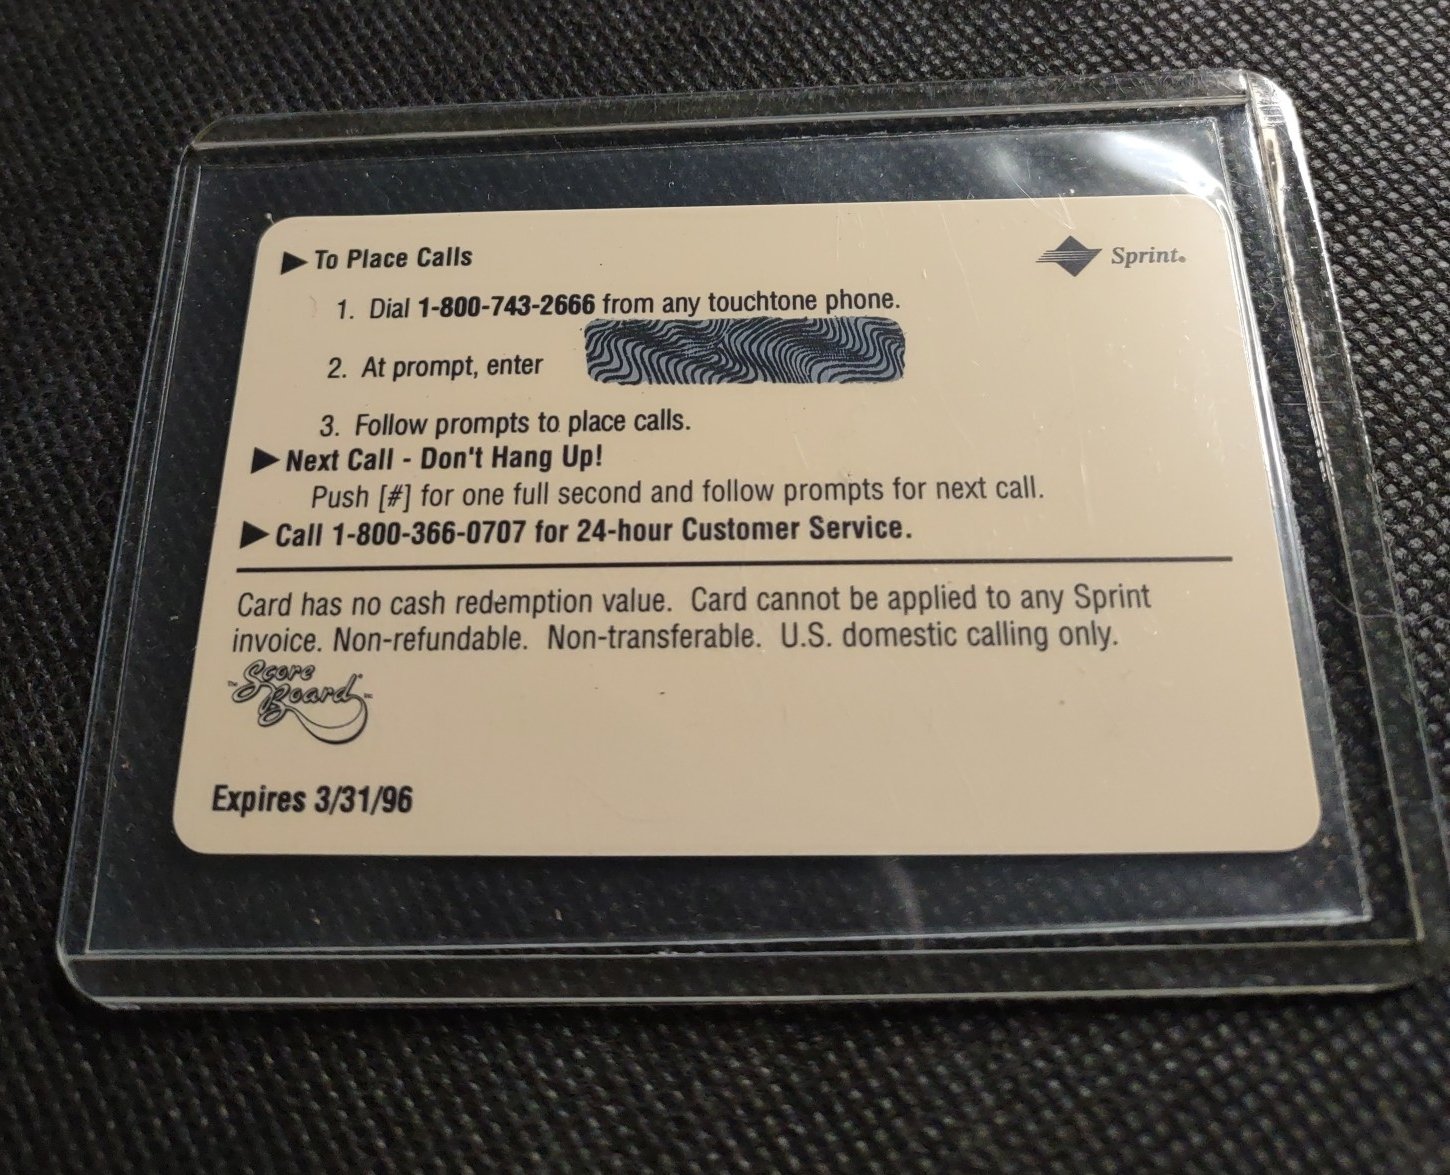 ▶ To Place Calls
Sprint®
1. Dial 1-800-743-2666 from any touchtone phone.
2. At prompt, enter
3. Follow prompts to place calls.
▶ Next Call - Don't Hang Up!
Push [#] for one full second and follow prompts for next call.
▶ Call 1-800-366-0707 for 24-hour Customer Service.
Card has no cash redemption value. Card cannot be applied to any Sprint
invoice. Non-refundable. Non-transferable. U.S. domestic calling only.
Score
Board
Expires 3/31/96